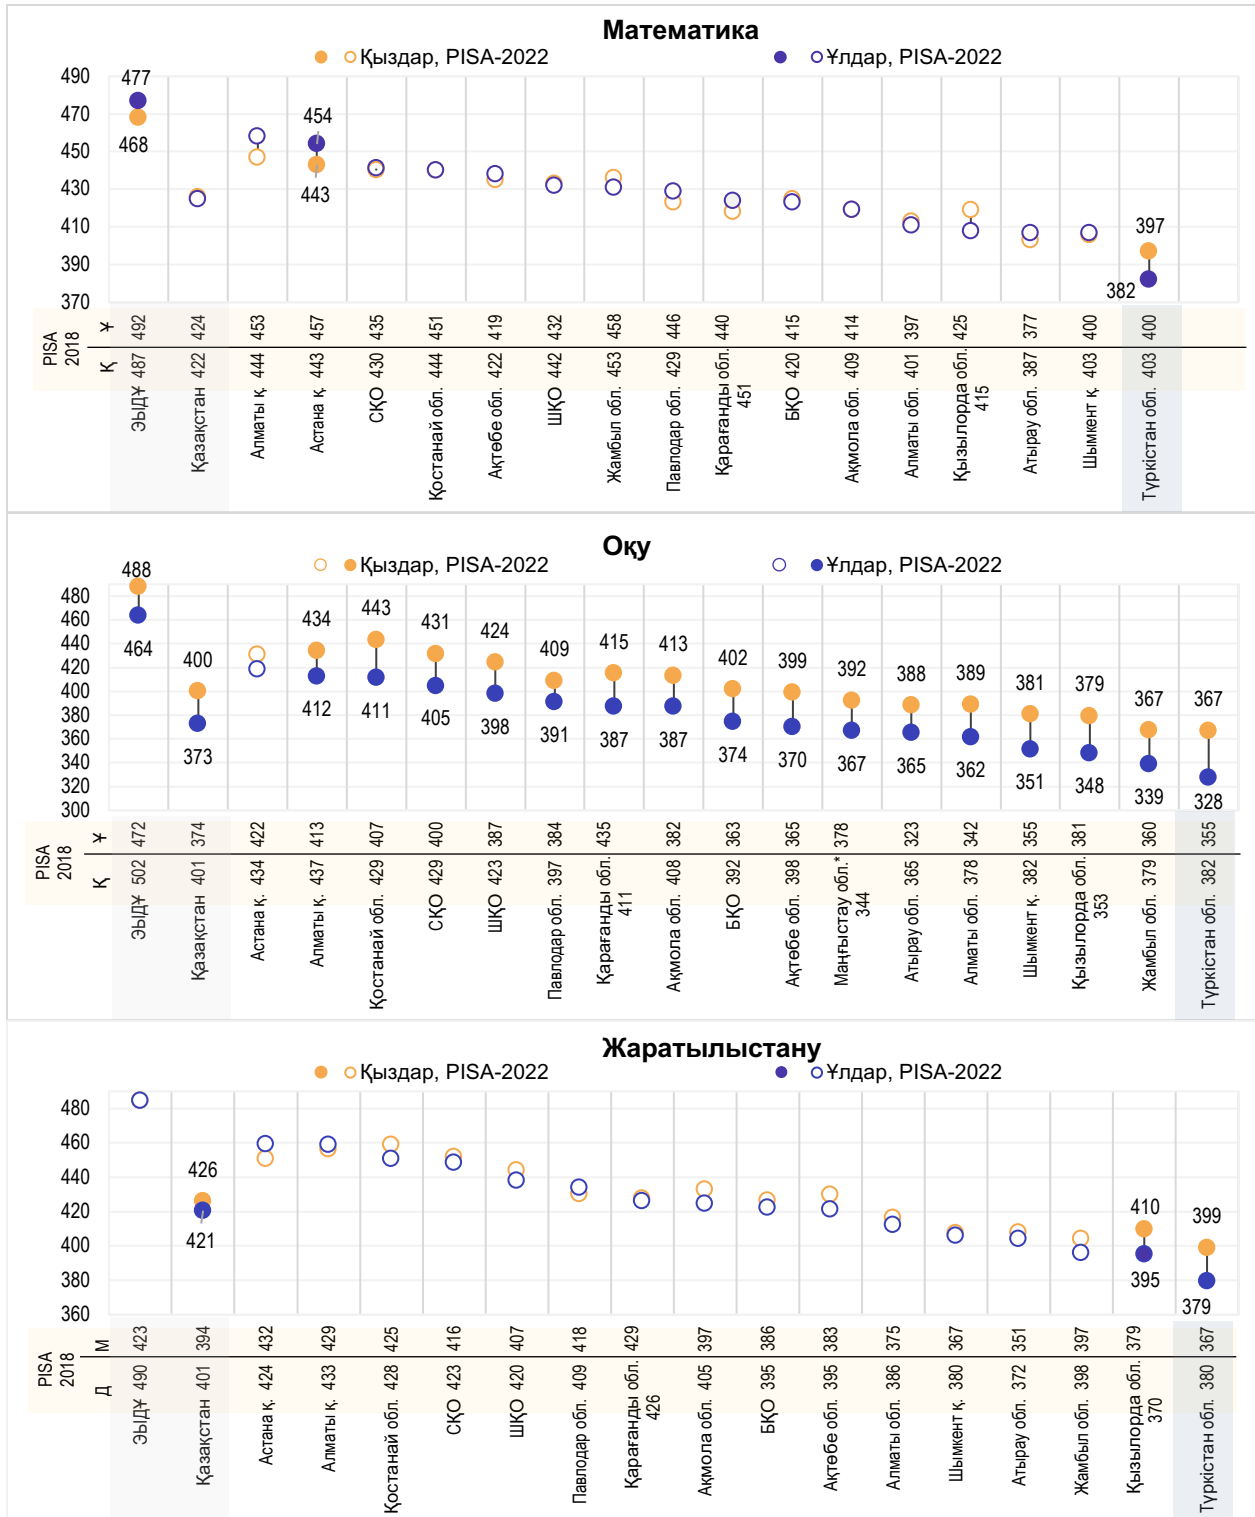 Математика
Қыздар, PISA-2022
Ұлдар, PISA-2022
490
470
450
430
410
390
370
477
468
454
443
397
382
PISA 2018
Ұ 492 424 453 457 435 451 419 432 458 446 440 415 414 397 425 377 400 400
Қ
ЭЫДҰ 487
Қазақстан 422
Алматы қ. 444
Астана қ. 443
СҚО 430
Қостанай обл. 444
Ақтөбе обл. 422
ШҚО 442
Жамбыл обл. 453
Павлодар обл. 429
Қарағанды обл. 451
БҚО 420
Ақмола обл. 409
Алматы обл. 401
Қызылорда обл. 415
Атырау обл. 387
Шымкент қ. 403
Түркістан обл. 403
Оқу
Қыздар, PISA-2022
Ұлдар, PISA-2022
480
460
440
420
400
380
360
340
320
300
488
464
400
373
434
412
443
411
431
405
424
398
409
391
415
387
413
387
402
374
399
370
392
367
388
365
389
362
381
351
379
348
367
339
367
328
PISA 2018
Ұ 472 374 422 413 407 400 387 384 435 382 363 365 378 323 342 355 381 360 355
Қ
ЭЫДҰ 502
Қазақстан 401
Астана қ. 434
Алматы қ. 437
Қостанай обл. 429
СҚО 429
ШҚО 423
Павлодар обл. 397
Қарағанды обл. 411
Ақмола обл. 408
БҚО 392
Ақтөбе обл. 398
Маңғыстау обл.* 344
Атырау обл. 365
Алматы обл. 378
Шымкент қ. 382
Қызылорда обл. 353
Жамбыл обл. 379
Түркістан обл. 382
Жаратылыстану
Қыздар, PISA-2022
Ұлдар, PISA-2022
480
460
440
420
400
380
360
426
421
410
395
399
379
PISA 2018
М 423 394 432 429 425 416 407 418 429 397 386 383 375 367 351 397 379 367
Д
ЭЫДҰ 490
Қазақстан 401
Астана қ. 424
Алматы қ. 433
Қостанай обл. 428
СҚО 423
ШҚО 420
Павлодар обл. 409
Қарағанды обл. 426
Ақмола обл. 405
БҚО 395
Ақтөбе обл. 395
Алматы обл. 386
Шымкент қ. 380
Атырау обл. 372
Жамбыл обл. 398
Қызылорда обл. 370
Түркістан обл. 380